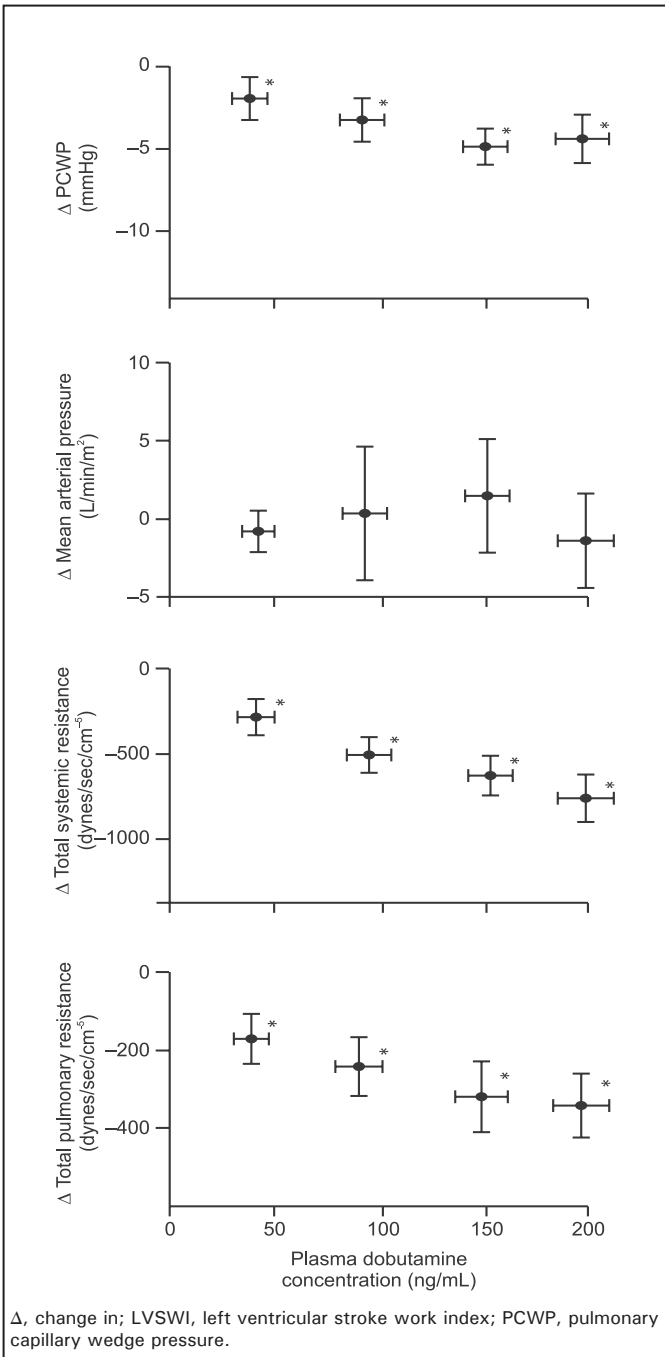 0
–5
–10
Δ PCWP
(mmHg)
*
*
*
*
10
5
0
–5
Δ Mean arterial pressure
(L/min/m²)
0
–500
–1000
Δ Total systemic resistance
(dynes/sec/cm⁻⁵)
*
*
*
*
0
–200
–400
Δ Total pulmonary resistance
(dynes/sec/cm⁻⁵)
*
*
*
*
0 50 100 150 200
Plasma dobutamine
concentration (ng/mL)
Δ, change in; LVSWI, left ventricular stroke work index; PCWP, pulmonary
capillary wedge pressure.